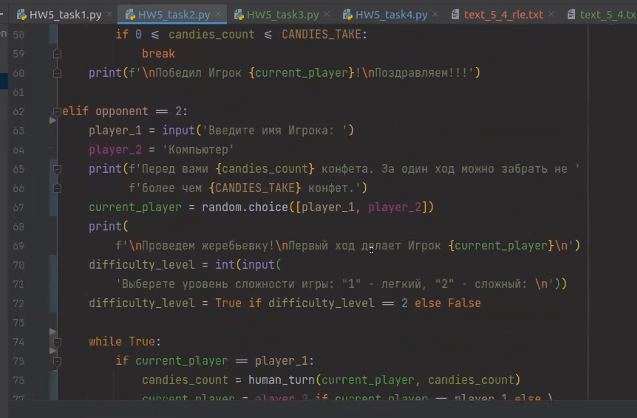 HW5_task1.py HW5_task2.py HW5_task3.py HW5_task4.py text_5_4_rle.txt text_5_4.tx
58 if 0 <= candies_count <= CANDIES_TAKE:
59 break
60 print(f'\nПобедил Игрок {current_player}!\nПоздравляем!!!')
61
62 elif opponent == 2:
63 player_1 = input('Введите имя Игрока: ')
64 player_2 = 'Компьютер'
65 print(f'Перед вами {candies_count} конфета. За один ход можно забрать не '
66 f'более чем {CANDIES_TAKE} конфет.')
67 current_player = random.choice([player_1, player_2])
68 print(
69 f'\nПроведем жеребьевку!\nПервый ход делает Игрок {current_player}\n')
70 difficulty_level = int(input(
71 'Выберете уровень сложности игры: "1" - легкий, "2" - сложный: \n'))
72 difficulty_level = True if difficulty_level == 2 else False
73
74 while True:
75 if current_player == player_1:
76 candies_count = human_turn(current_player, candies_count)
77 current_player = player_2 if current_player == player_1 else \